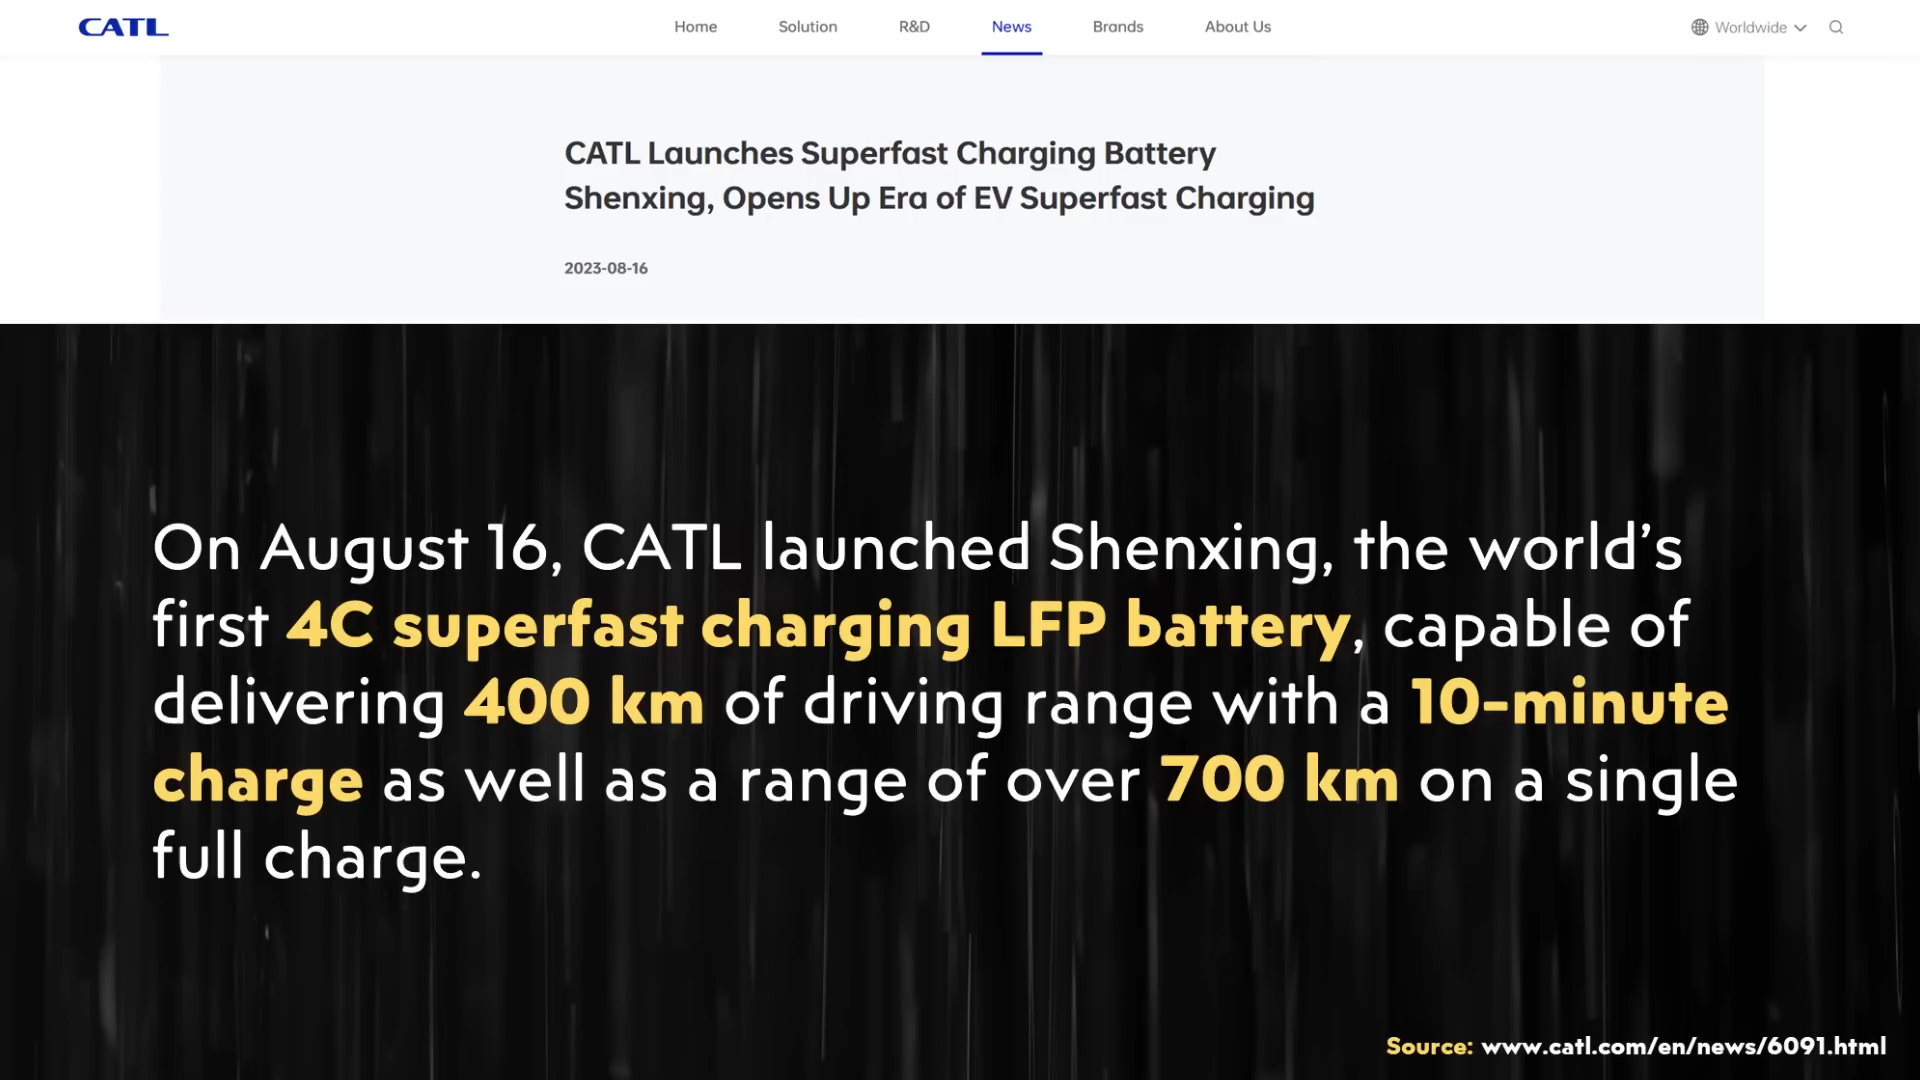 CATL
Home Solution R&D News Brands About Us Worldwide
CATL Launches Superfast Charging Battery
Shenxing, Opens Up Era of EV Superfast Charging
2023-08-16
On August 16, CATL launched Shenxing, the world’s
first 4C superfast charging LFP battery, capable of
delivering 400 km of driving range with a 10-minute
charge as well as a range of over 700 km on a single
full charge.
Source: www.catl.com/en/news/6091.html